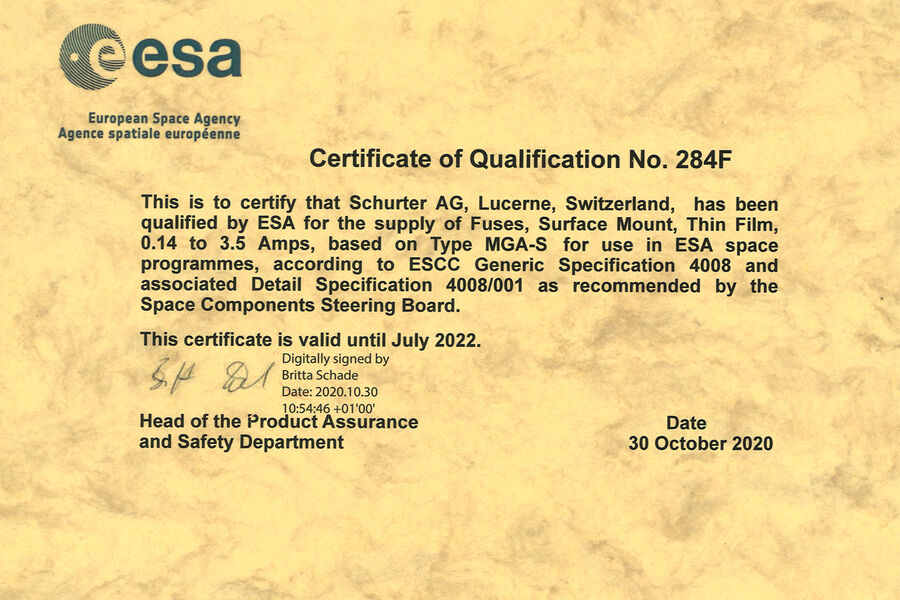 esa
European Space Agency
Agence spatiale européenne
Certificate of Qualification No. 284F
This is to certify that Schurter AG, Lucerne, Switzerland, has been
qualified by ESA for the supply of Fuses, Surface Mount, Thin Film,
0.14 to 3.5 Amps, based on Type MGA-S for use in ESA space
programmes, according to ESCC Generic Specification 4008 and
associated Detail Specification 4008/001 as recommended by the
Space Components Steering Board.
This certificate is valid until July 2022.
Digitally signed by
Britta Schade
Date: 2020.10.30
10:54:46 +01'00'
Head of the Product Assurance
and Safety Department
Date
30 October 2020